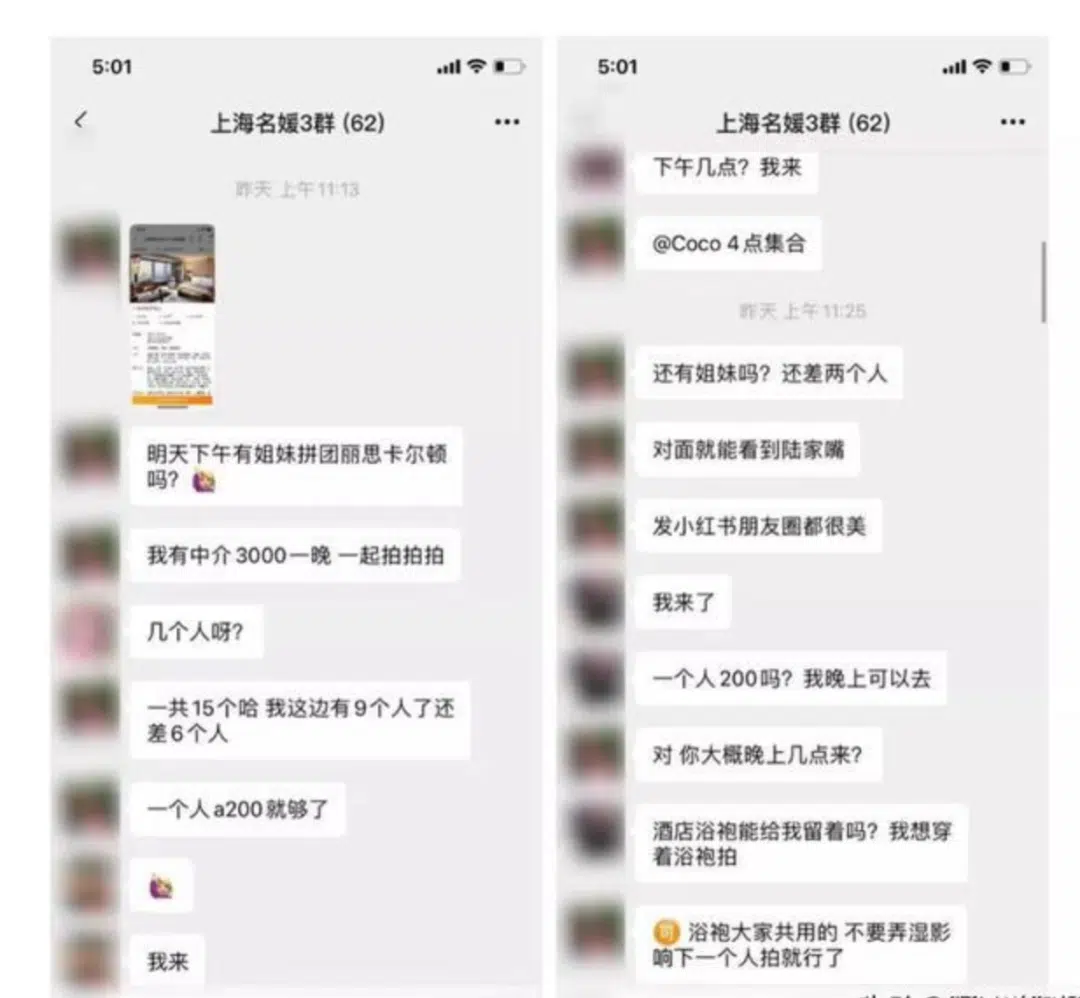 5:01
上海名媛3群 (62)
昨天 上午11:13
明天下午有姐妹拼团丽思卡尔顿
吗?
我有中介3000一晚 一起拍拍拍
几个人呀?
一共15个哈 我这边有9个人了还
差6个人
一个人a200就够了
我来
5:01
上海名媛3群 (62)
下午几点? 我来
@Coco 4点集合
昨天 上午11:25
还有姐妹吗? 还差两个人
对面就能看到陆家嘴
发小红书朋友圈都很美
我来了
一个人200吗? 我晚上可以去
对 你大概晚上几点来?
酒店浴袍能给我留着吗? 我想穿
着浴袍拍
🉑 浴袍大家共用的 不要弄湿影
响下一个人拍就行了